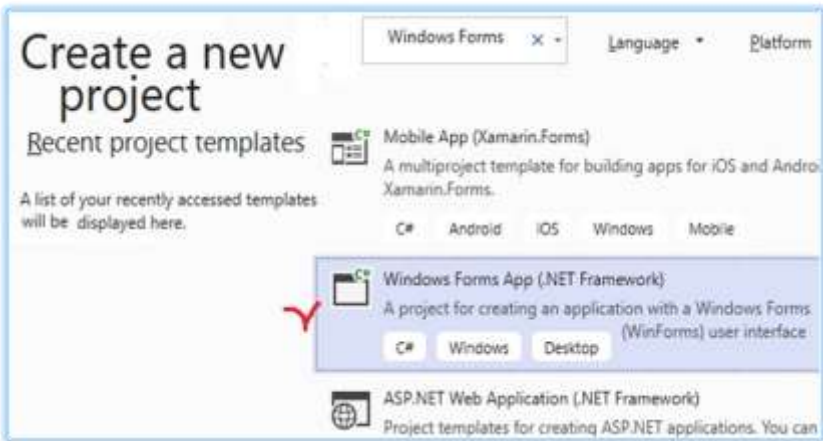 Create a new
project
Recent project templates
A list of your recently accessed templates
will be displayed here.
Windows Forms
Language
Platform
Mobile App (Xamarin.Forms)
A multiproject template for building apps for iOS and Androi
Xamarin.Forms.
C# Android iOS Windows Mobile
Windows Forms App (.NET Framework)
A project for creating an application with a Windows Forms
(WinForms) user interface
C# Windows Desktop
ASP.NET Web Application (.NET Framework)
Project templates for creating ASP.NET applications. You can